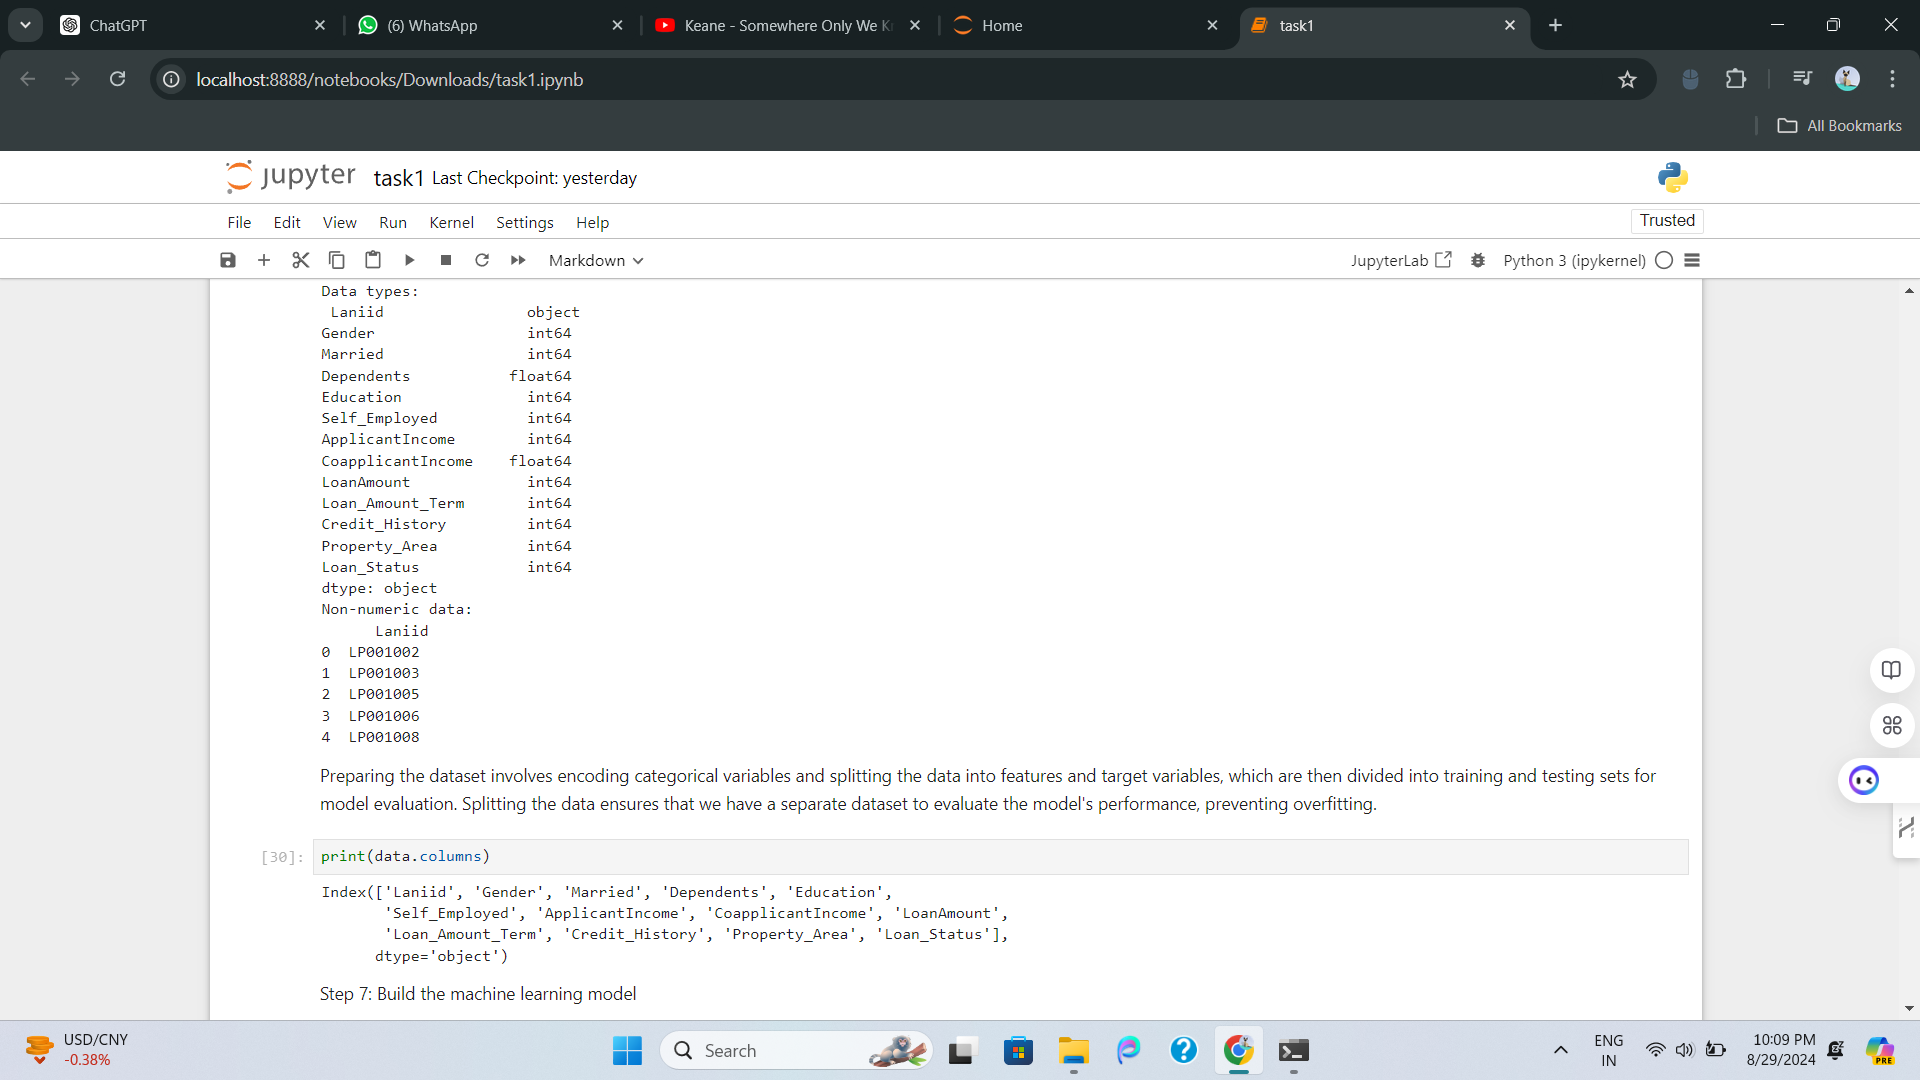 ChatGPT
(6) WhatsApp
Keane - Somewhere Only We K
Home
task1
localhost:8888/notebooks/Downloads/task1.ipynb
All Bookmarks
jupyter task1 Last Checkpoint: yesterday
File Edit View Run Kernel Settings Help
Trusted
Markdown
JupyterLab
Python 3 (ipykernel)
Data types:
Laniid object
Gender int64
Married int64
Dependents float64
Education int64
Self_Employed int64
ApplicantIncome int64
CoapplicantIncome float64
LoanAmount int64
Loan_Amount_Term int64
Credit_History int64
Property_Area int64
Loan_Status int64
dtype: object
Non-numeric data:
Laniid
0 LP001002
1 LP001003
2 LP001005
3 LP001006
4 LP001008
Preparing the dataset involves encoding categorical variables and splitting the data into features and target variables, which are then divided into training and testing sets for
model evaluation. Splitting the data ensures that we have a separate dataset to evaluate the model's performance, preventing overfitting.
[30]: print(data.columns)
Index(['Laniid', 'Gender', 'Married', 'Dependents', 'Education',
'Self_Employed', 'ApplicantIncome', 'CoapplicantIncome', 'LoanAmount',
'Loan_Amount_Term', 'Credit_History', 'Property_Area', 'Loan_Status'],
dtype='object')
Step 7: Build the machine learning model
USD/CNY
-0.38%
Search
ENG
IN
10:09 PM
8/29/2024
PRE